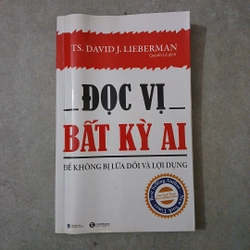 TS. DAVID J. LIEBERMAN
ĐỌC VỊ
BẤT KỲ AI
ĐỂ KHÔNG BỊ LỪA DỐI VÀ LỢI DỤNG